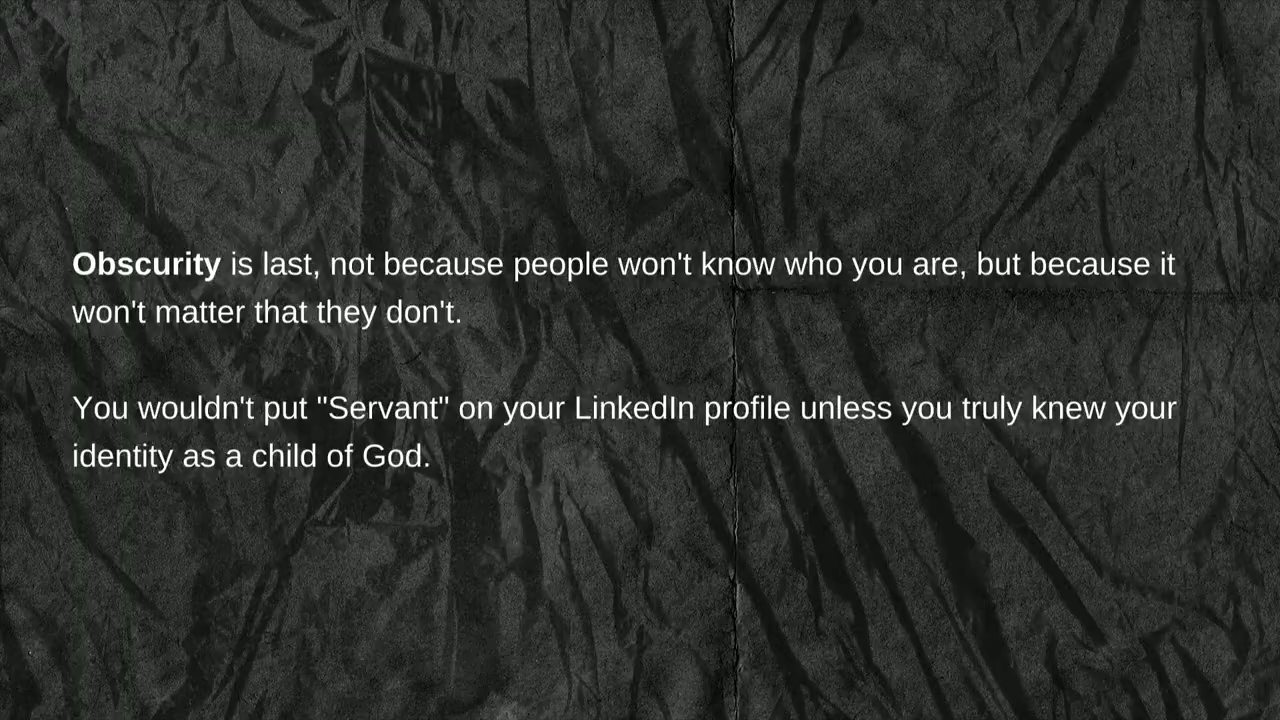 Obscurity is last, not because people won't know who you are, but because it
won't matter that they don't.
You wouldn't put "Servant" on your LinkedIn profile unless you truly knew your
identity as a child of God.